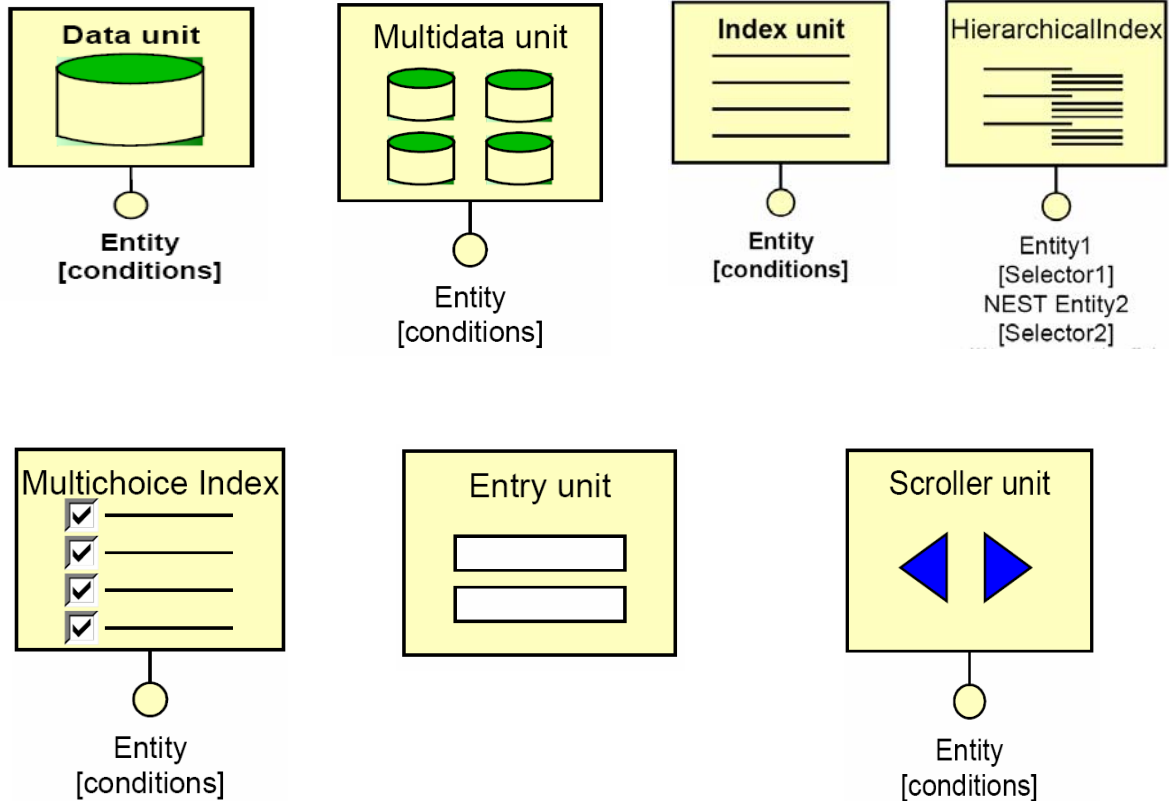 Data unit
Entity
[conditions]
Multidata unit
Entity
[conditions]
Index unit
Entity
[conditions]
HierarchicalIndex
Entity1
[Selector1]
NEST Entity2
[Selector2]
Multichoice Index
Entity
[conditions]
Entry unit
Scroller unit
Entity
[conditions]